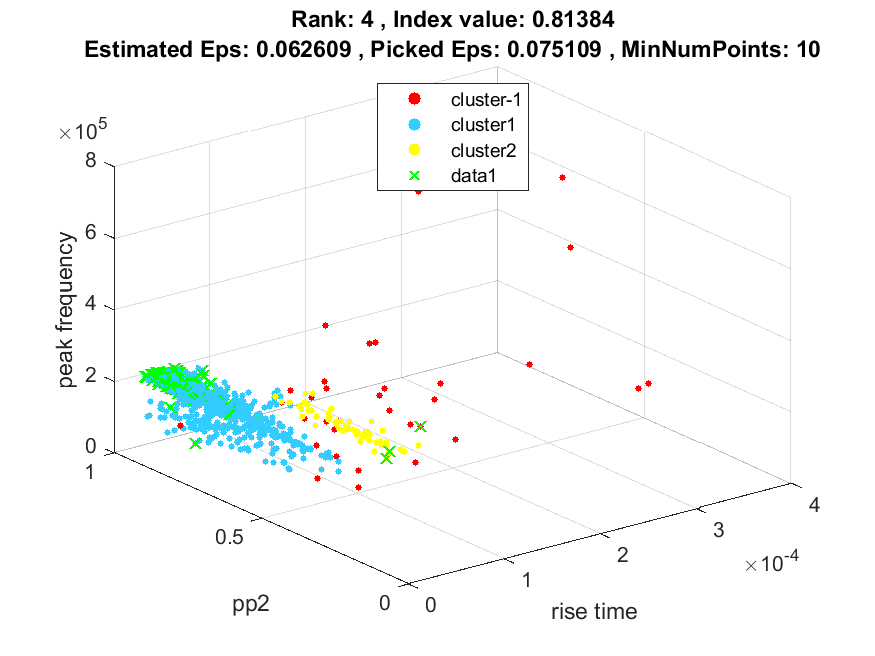 Rank: 4 , Index value: 0.81384
Estimated Eps: 0.062609 , Picked Eps: 0.075109 , MinNumPoints: 10
cluster-1
cluster1
cluster2
data1
×10^5
8
6
4
2
0
peak frequency
1
0.5
0
pp2
0
1
2
3
4
×10^-4
rise time